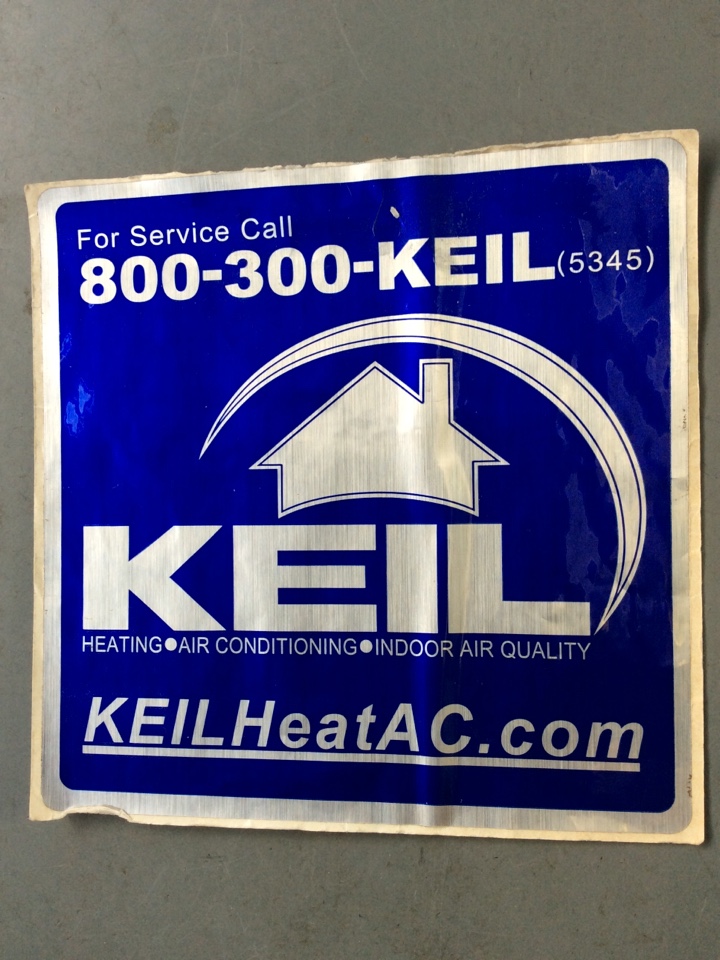 For Service Call
800-300-KEIL(5345)
KEIL
HEATING●AIR CONDITIONING●INDOOR AIR QUALITY
KEILHeatAC.com